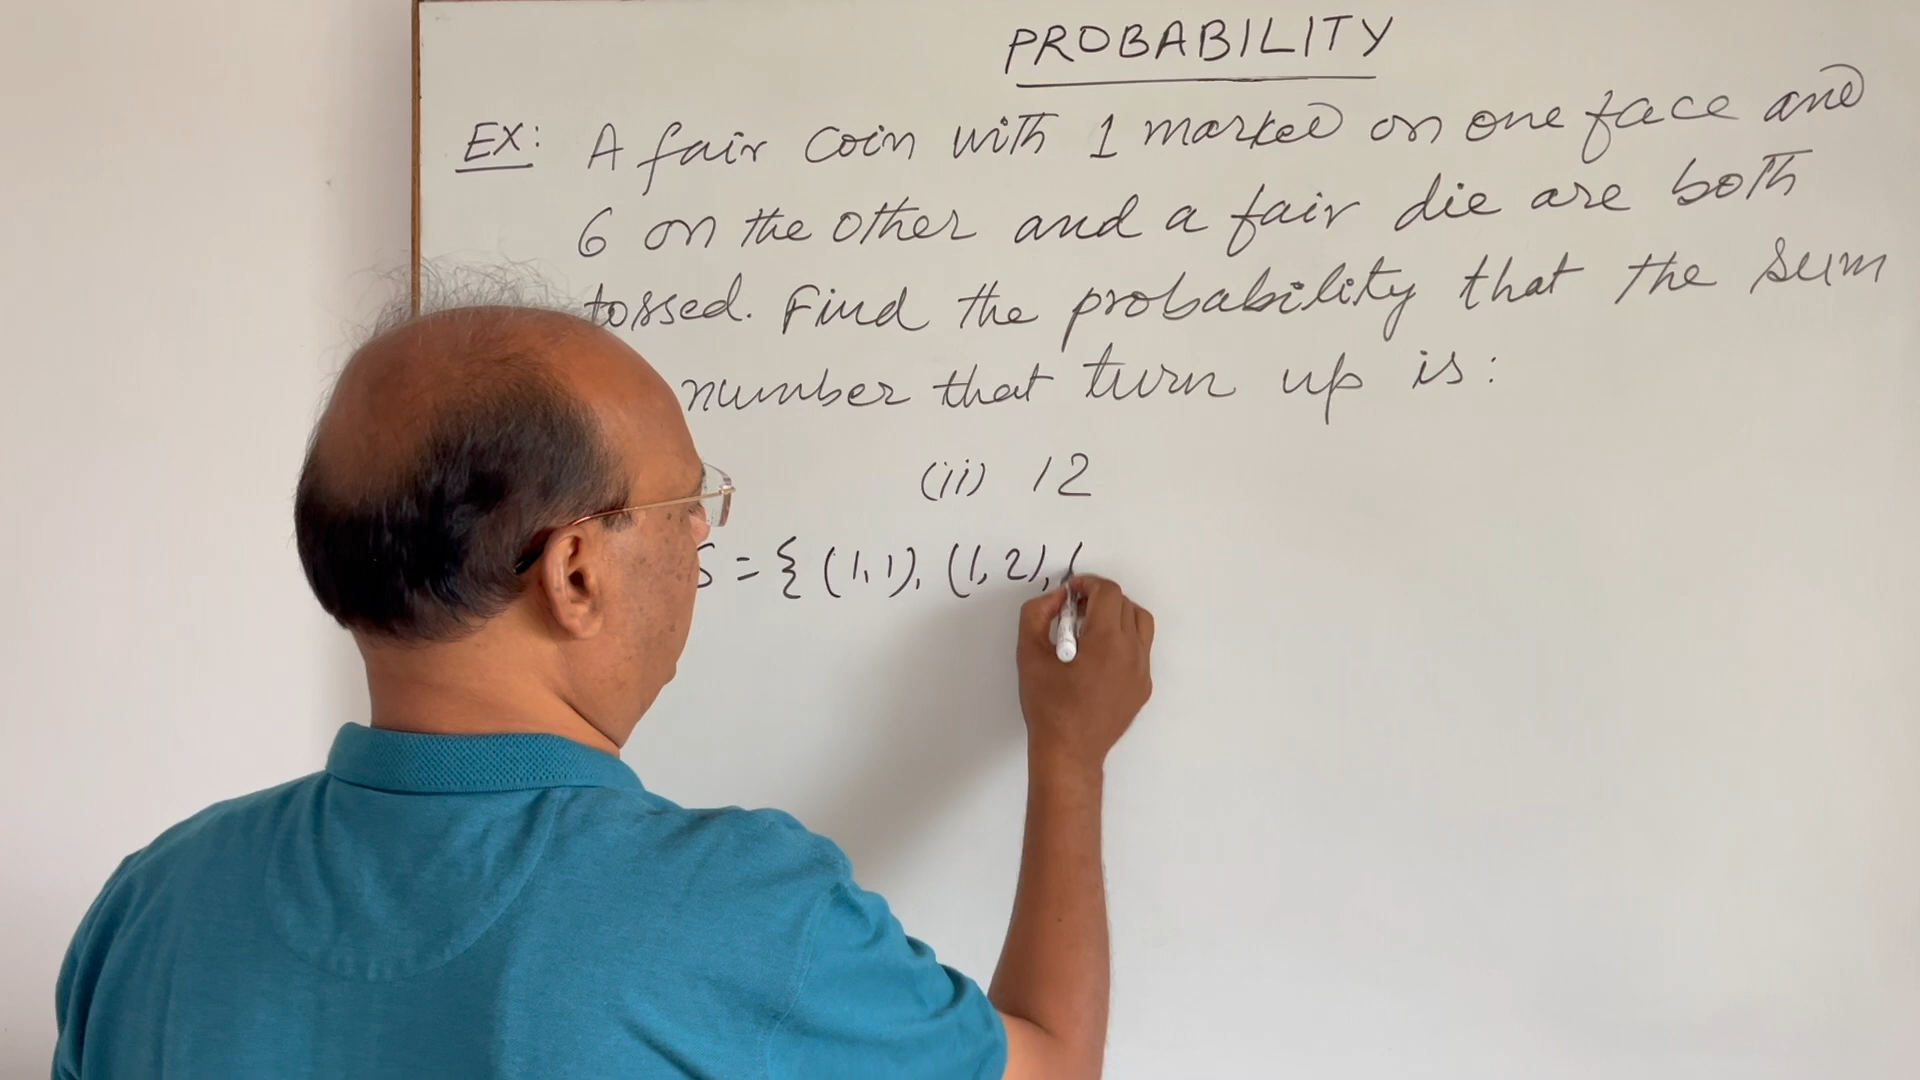 PROBABILITY
EX: A fair coin with 1 marked on one face and
6 on the other and a fair die are both
tossed. Find the probability that the sum
number that turn up is:
(ii) 12
S = { (1,1), (1,2), (